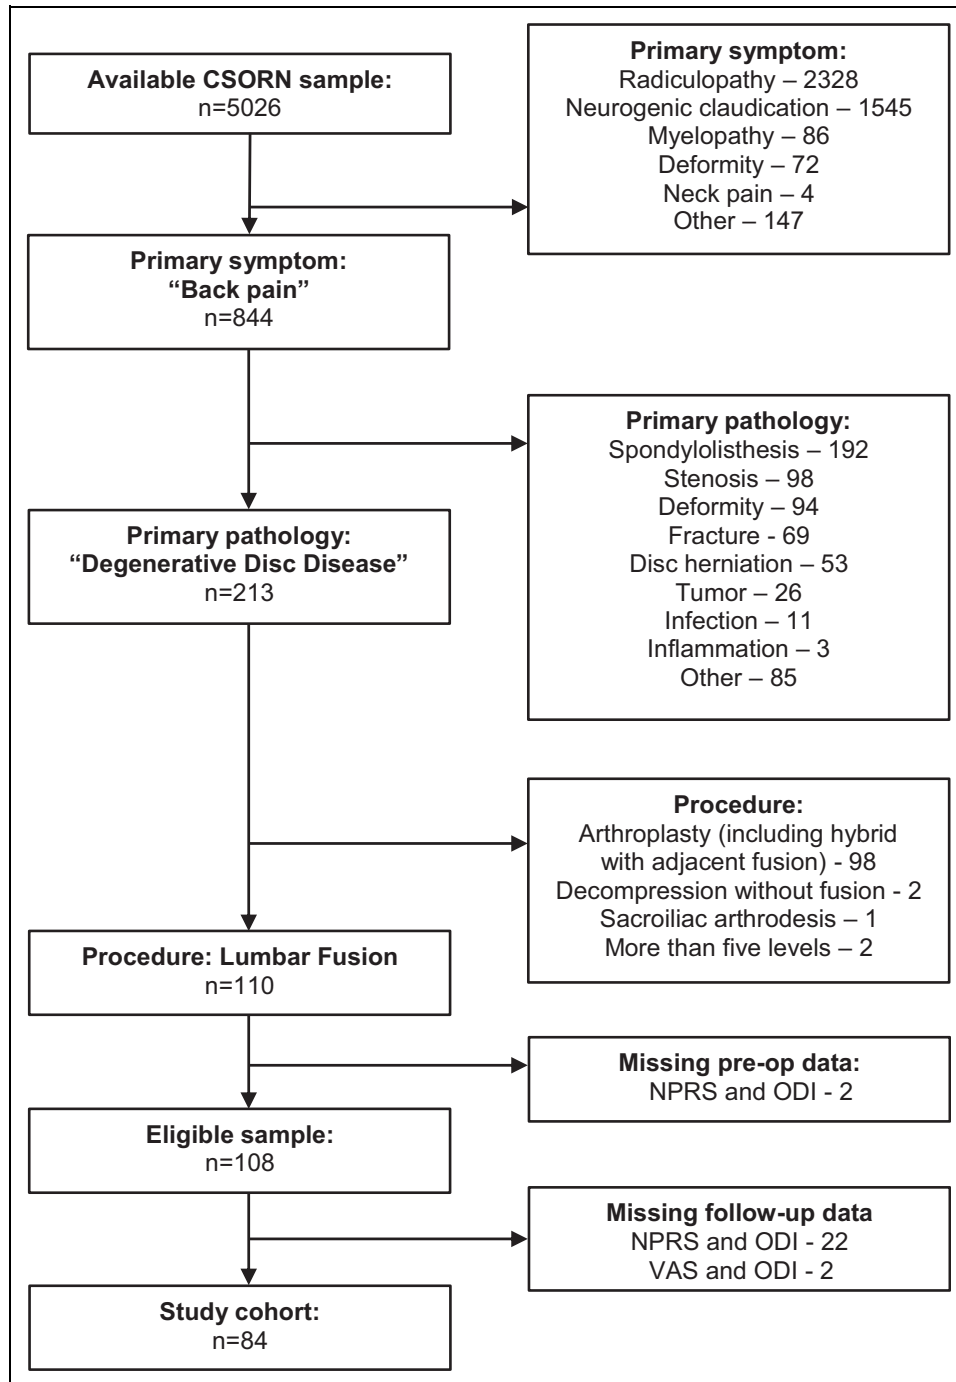 Available CSORN sample:
n=5026
Primary symptom:
Radiculopathy – 2328
Neurogenic claudication – 1545
Myelopathy – 86
Deformity – 72
Neck pain – 4
Other – 147
Primary symptom:
“Back pain”
n=844
Primary pathology:
Spondylolisthesis – 192
Stenosis – 98
Deformity – 94
Fracture - 69
Disc herniation – 53
Tumor – 26
Infection – 11
Inflammation – 3
Other – 85
Primary pathology:
“Degenerative Disc Disease”
n=213
Procedure:
Arthroplasty (including hybrid
with adjacent fusion) - 98
Decompression without fusion - 2
Sacroiliac arthrodesis – 1
More than five levels – 2
Procedure: Lumbar Fusion
n=110
Missing pre-op data:
NPRS and ODI - 2
Eligible sample:
n=108
Missing follow-up data
NPRS and ODI - 22
VAS and ODI - 2
Study cohort:
n=84